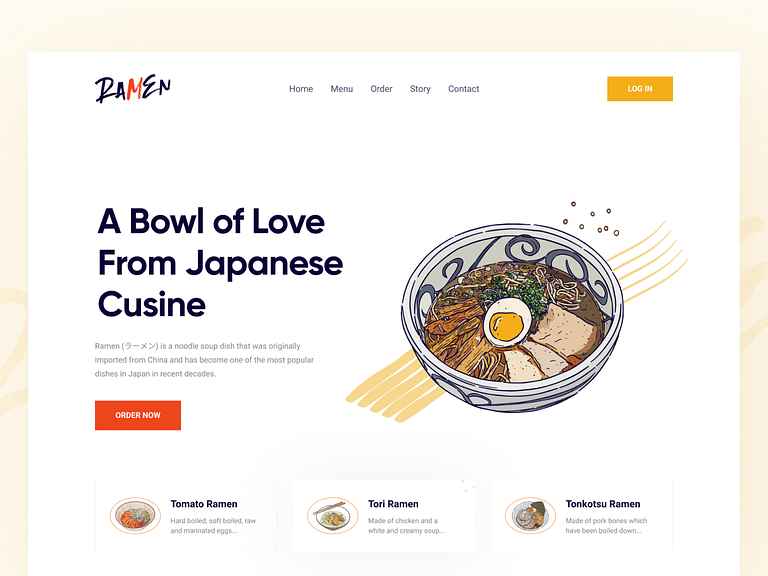 RAMEN
Home Menu Order Story Contact
LOG IN
A Bowl of Love
From Japanese
Cusine
Ramen (ラーメン) is a noodle soup dish that was originally
imported from China and has become one of the most popular
dishes in Japan in recent decades.
ORDER NOW
Tomato Ramen
Hard boiled, soft boiled, raw
and marinated eggs...
Tori Ramen
Made of chicken and a
white and creamy soup...
Tonkotsu Ramen
Made of pork bones which
have been boiled down...